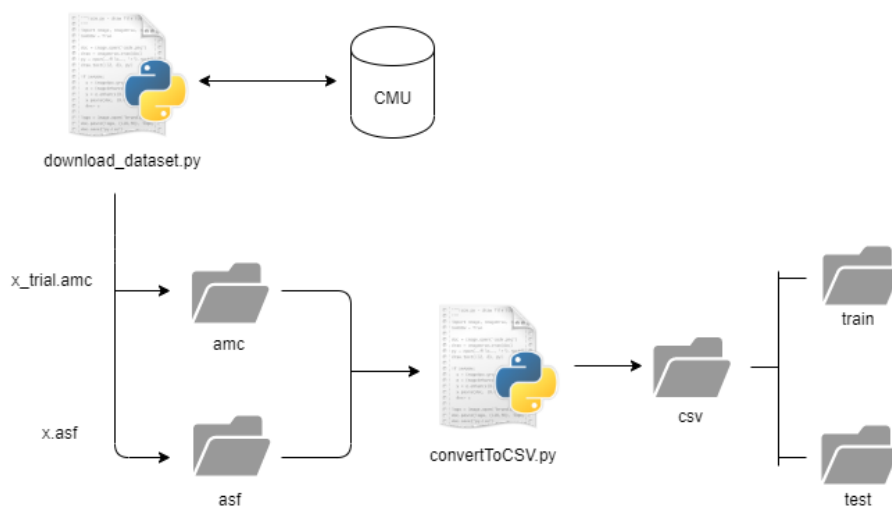 CMU
download_dataset.py
x_trial.amc
amc
train
x.asf
csv
convertToCSV.py
asf
test